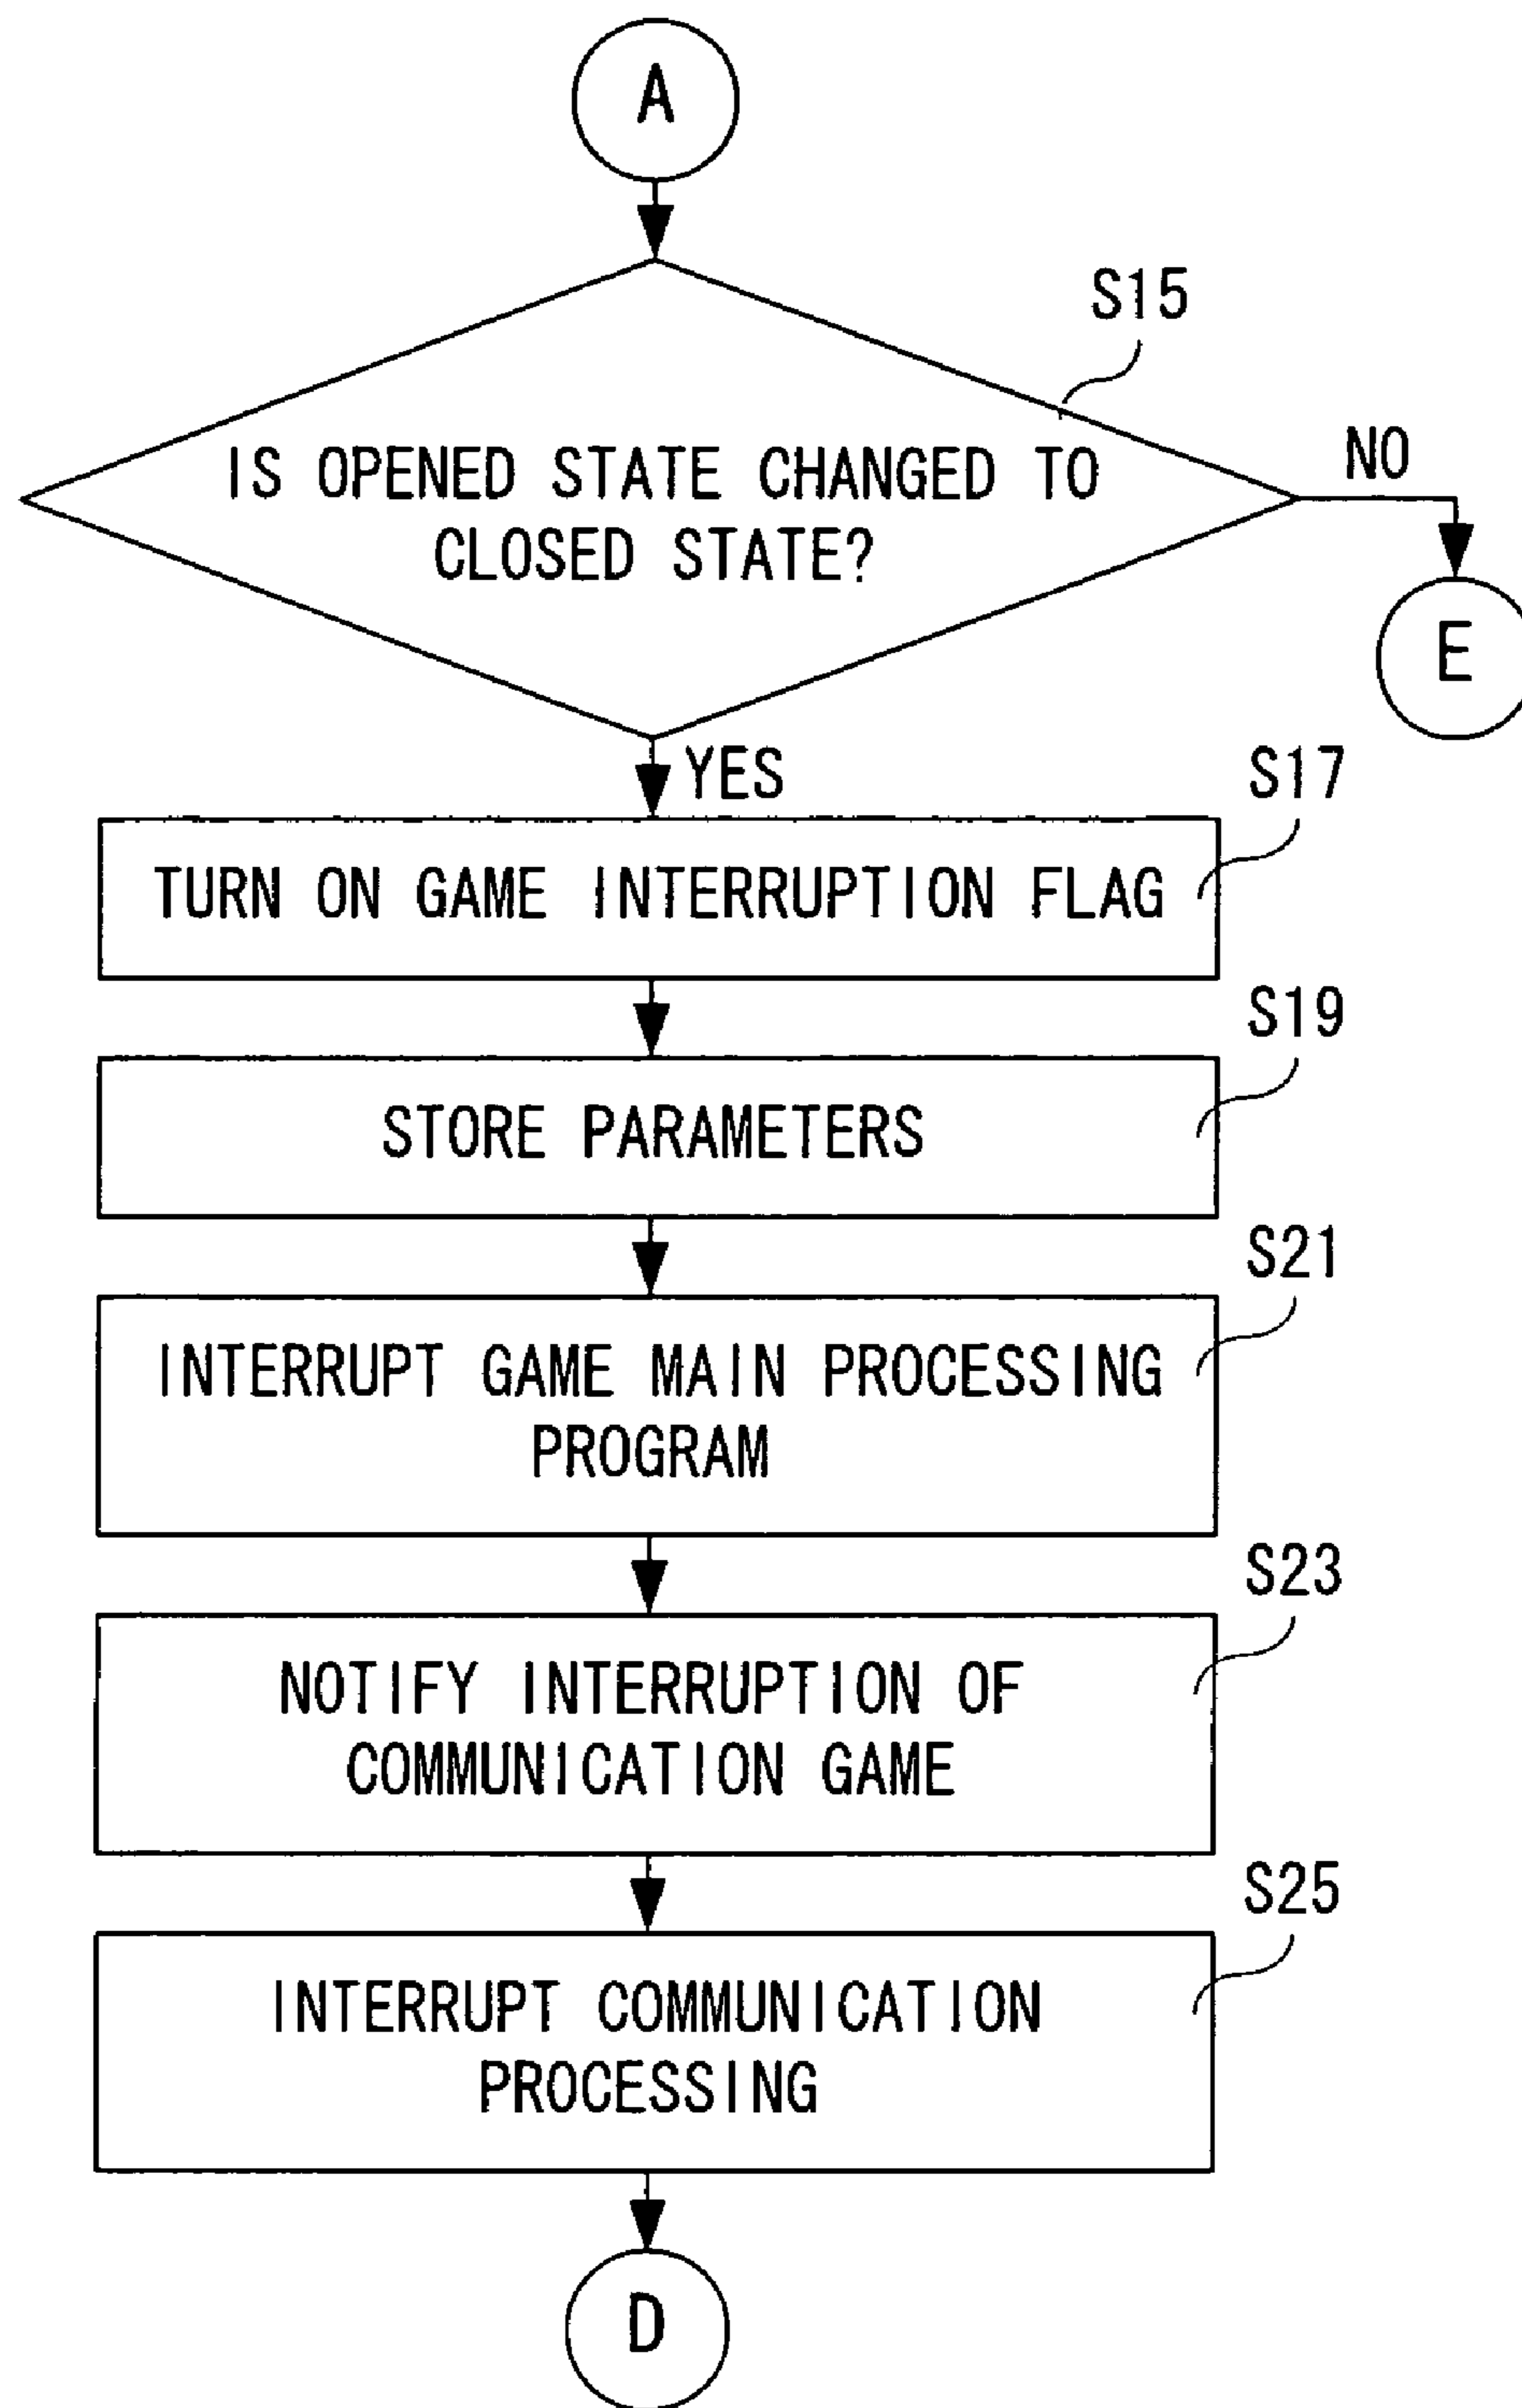 A
S15
IS OPENED STATE CHANGED TO
CLOSED STATE?
NO
E
YES
S17
TURN ON GAME INTERRUPTION FLAG
S19
STORE PARAMETERS
S21
INTERRUPT GAME MAIN PROCESSING
PROGRAM
S23
NOTIFY INTERRUPTION OF
COMMUNICATION GAME
S25
INTERRUPT COMMUNICATION
PROCESSING
D